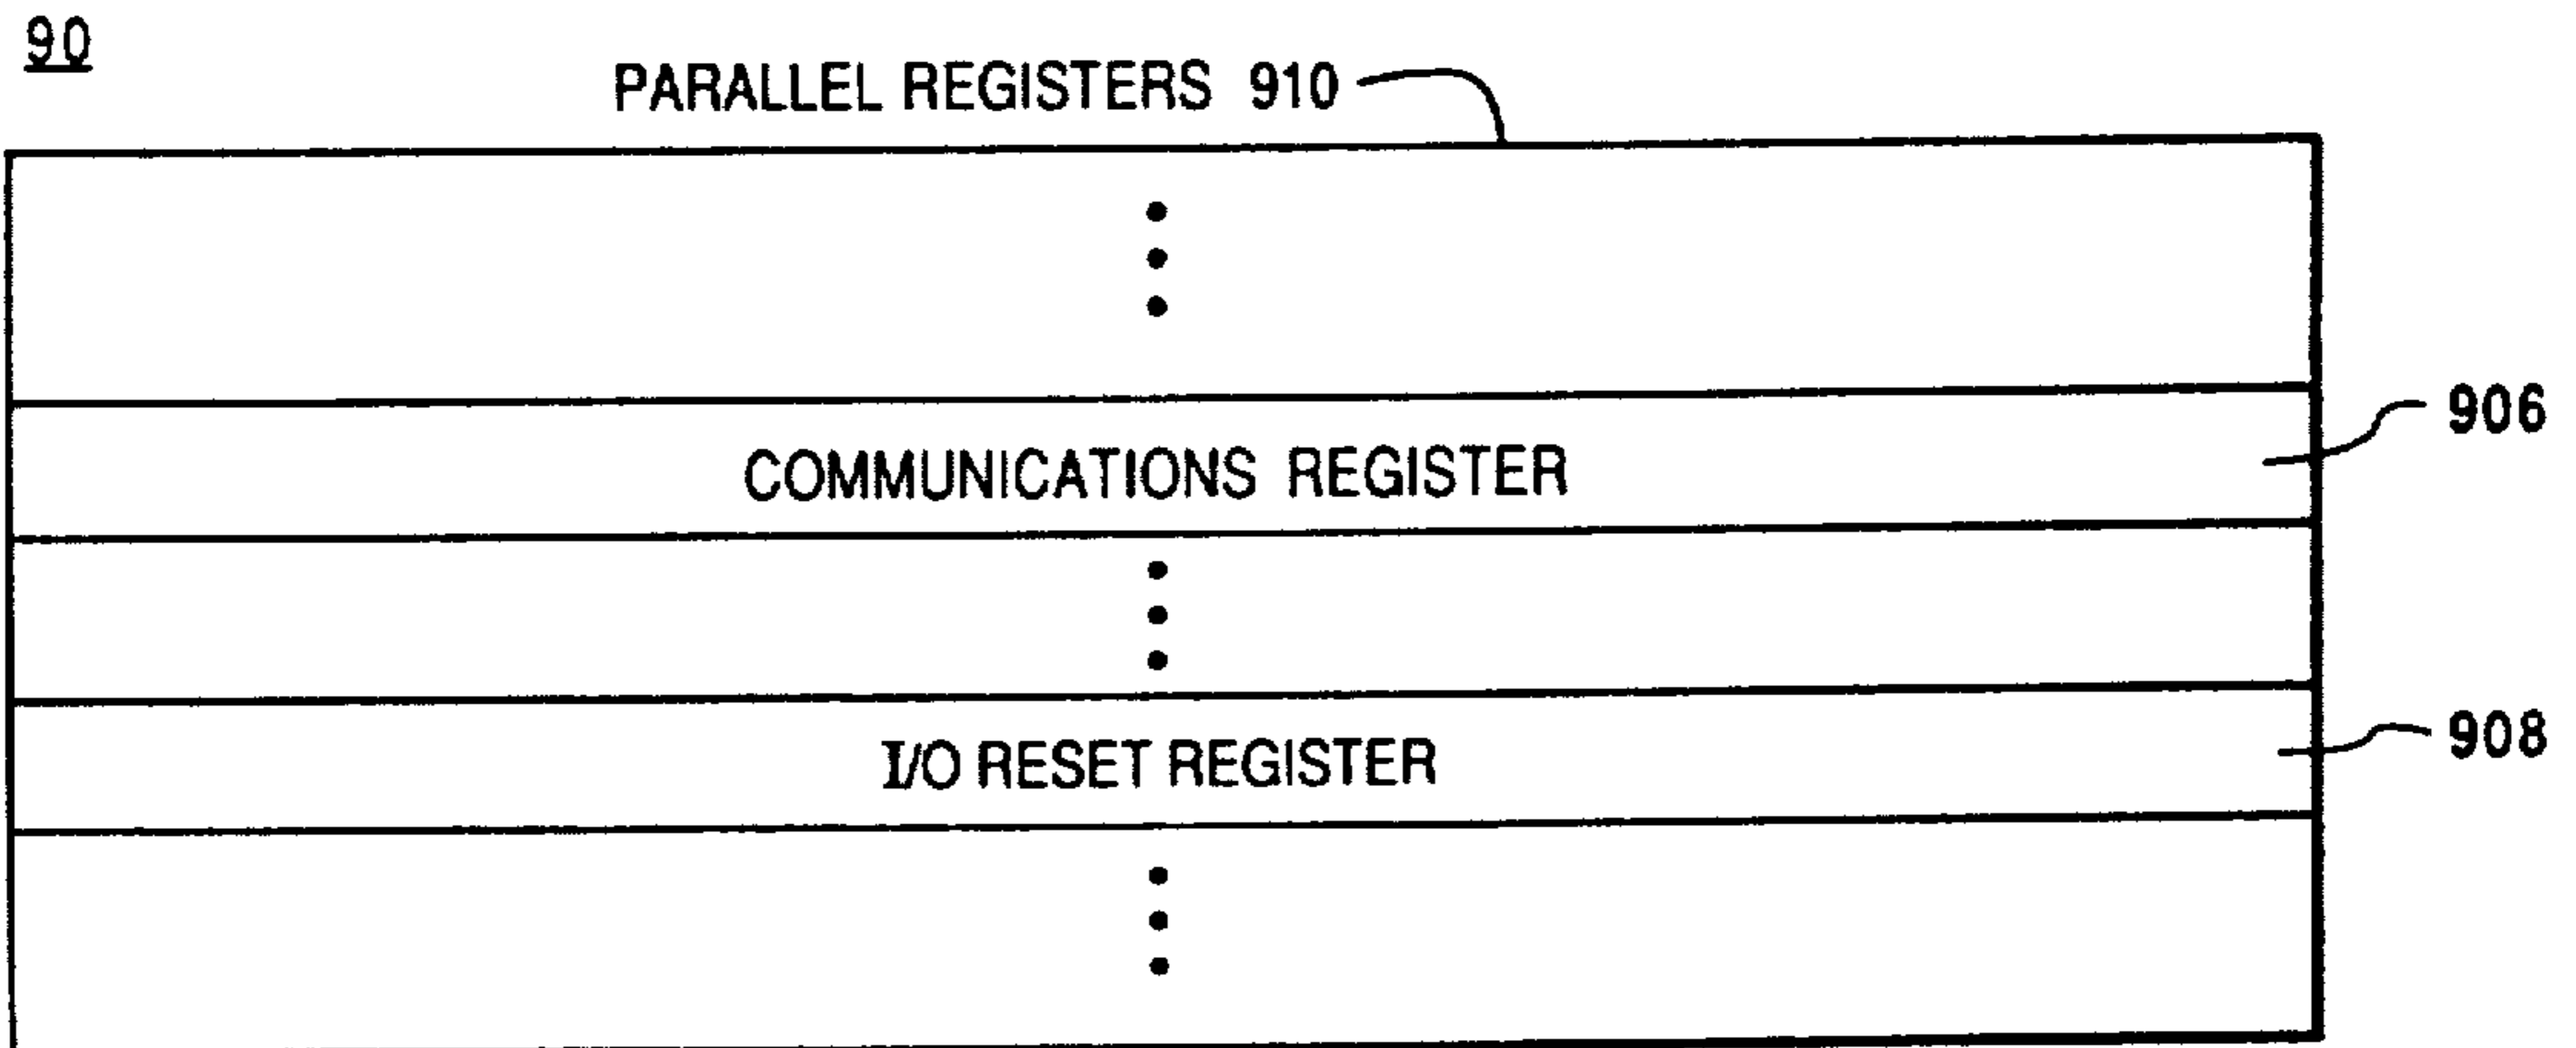 90
PARALLEL REGISTERS 910
906
COMMUNICATIONS REGISTER
908
I/O RESET REGISTER